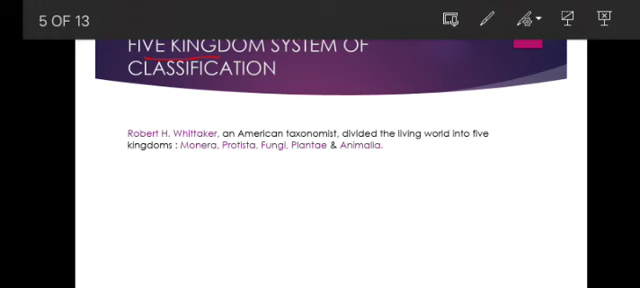 5 OF 13
FIVE KINGDOM SYSTEM OF
CLASSIFICATION
Robert H. Whittaker, an American taxonomist, divided the living world into five
kingdoms : Monera, Protista, Fungi, Plantae & Animalia.